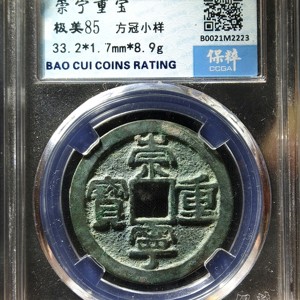 崇宁重宝
极美85 方冠小样
33.2*1.7mm*8.9g
B0021M2223
BAO CUI COINS RATING
保粹
CCGA
崇
寶 重
寧